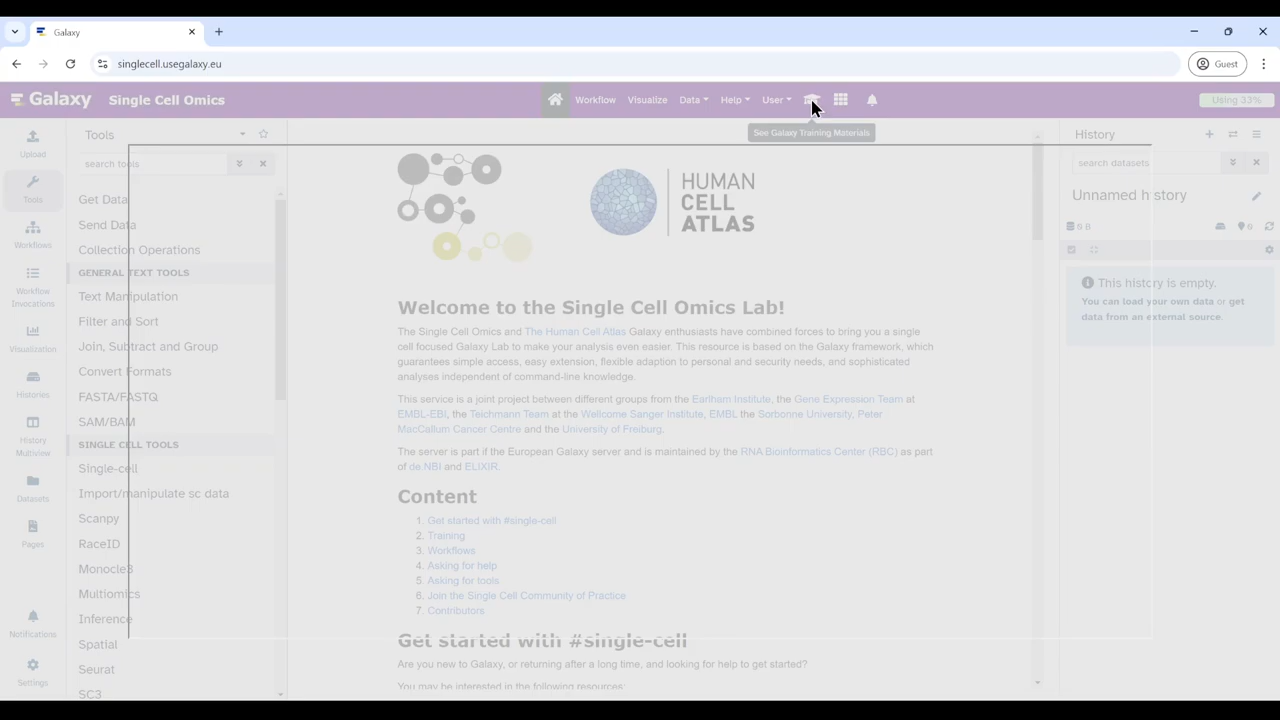 Galaxy
singlecell.usegalaxy.eu
Guest
Galaxy Single Cell Omics
Workflow Visualize Data Help User
Using 33%
See Galaxy Training Materials
Upload
Tools
Workflows
Workflow
Invocations
Visualization
Histories
History
Multiview
Datasets
Pages
Notifications
Settings
Tools
search tools
Get Data
Send Data
Collection Operations
GENERAL TEXT TOOLS
Text Manipulation
Filter and Sort
Join, Subtract and Group
Convert Formats
FASTA/FASTQ
SAM/BAM
SINGLE CELL TOOLS
Single-cell
Import/manipulate sc data
Scanpy
RaceID
Monocle3
Multiomics
Inference
Spatial
Seurat
SC3
HUMAN
CELL
ATLAS
Welcome to the Single Cell Omics Lab!
The Single Cell Omics and The Human Cell Atlas Galaxy enthusiasts have combined forces to bring you a single
cell focused Galaxy Lab to make your analysis even easier. This resource is based on the Galaxy framework, which
guarantees simple access, easy extension, flexible adaption to personal and security needs, and sophisticated
analyses independent of command-line knowledge.
This service is a joint project between different groups from the Earlham Institute, the Gene Expression Team at
EMBL-EBI, the Teichmann Team at the Wellcome Sanger Institute, EMBL the Sorbonne University, Peter
MacCallum Cancer Centre and the University of Freiburg.
The server is part if the European Galaxy server and is maintained by the RNA Bioinformatics Center (RBC) as part
of de.NBI and ELIXIR.
Content
1. Get started with #single-cell
2. Training
3. Workflows
4. Asking for help
5. Asking for tools
6. Join the Single Cell Community of Practice
7. Contributors
Get started with #single-cell
Are you new to Galaxy, or returning after a long time, and looking for help to get started?
You may be interested in the following resources:
History
search datasets
Unnamed history
0 B
0
This history is empty.
You can load your own data or get
data from an external source.